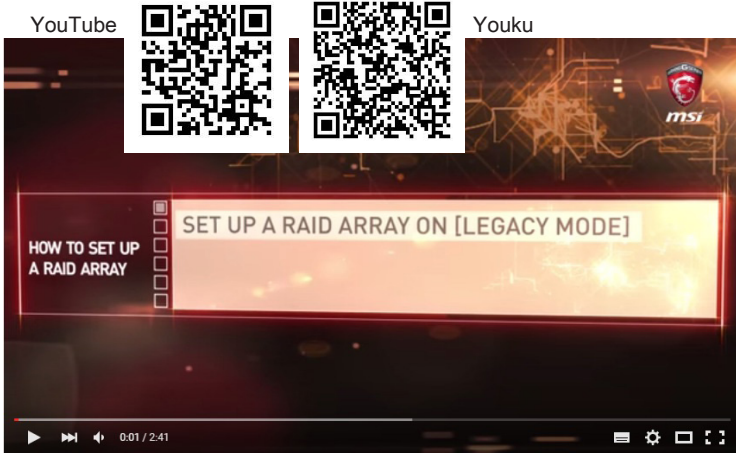 YouTube
Youku
msi
SET UP A RAID ARRAY ON [LEGACY MODE]
HOW TO SET UP
A RAID ARRAY
0:01 / 2:41